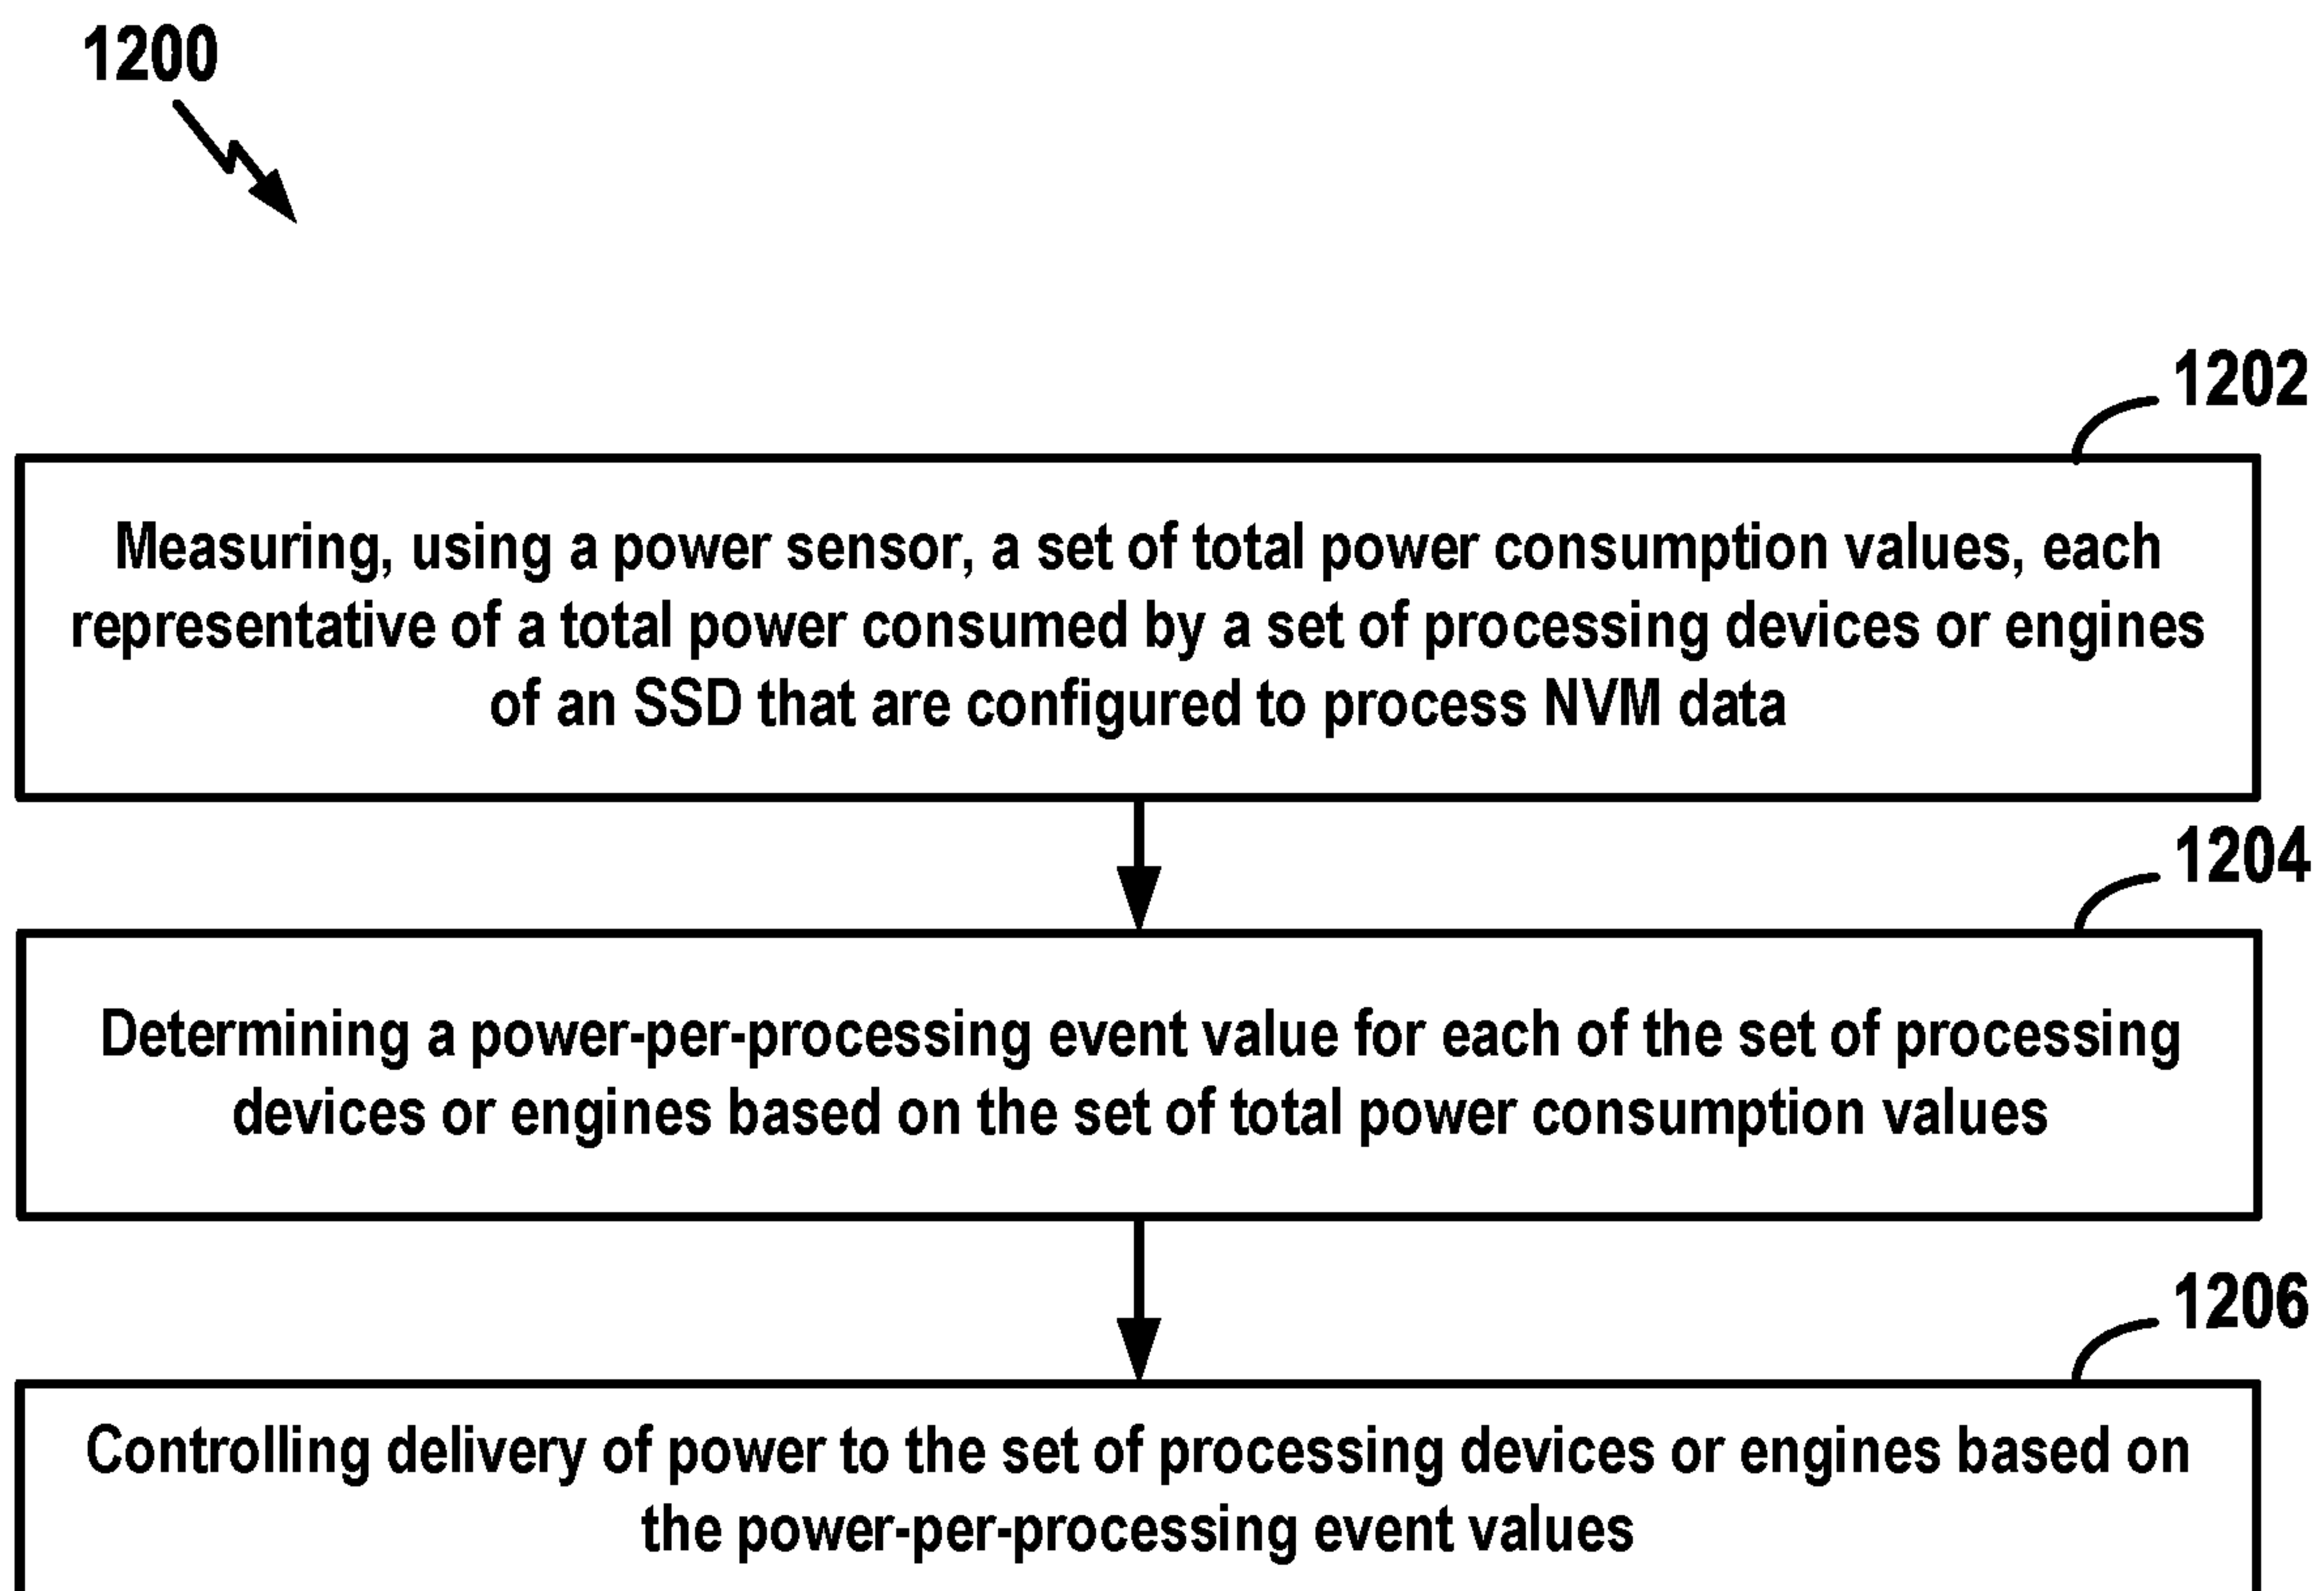 1200
1202
Measuring, using a power sensor, a set of total power consumption values, each
representative of a total power consumed by a set of processing devices or engines
of an SSD that are configured to process NVM data
1204
Determining a power-per-processing event value for each of the set of processing
devices or engines based on the set of total power consumption values
1206
Controlling delivery of power to the set of processing devices or engines based on
the power-per-processing event values